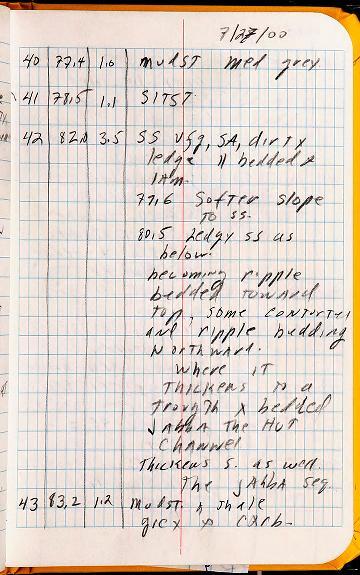 7/27/00
40 77.4 1.0 mudst med grey
41 78.5 1.1 SITST
42 82.0 3.5 SS vfg, SA, dirty
ledge || bedded &
lam.
77.6 Softer slope
to ss.
80.5 Ledgy ss as
below.
becoming ripple
bedded toward
top, some contorted
and ripple bedding
Northward.
where it
Thickens to a
trough x bedded
JAbbA The HuT
Channel
Thickens S. as well.
The JAbbA seq.
43 83.2 1.2 mudst & shale
grey & carb-